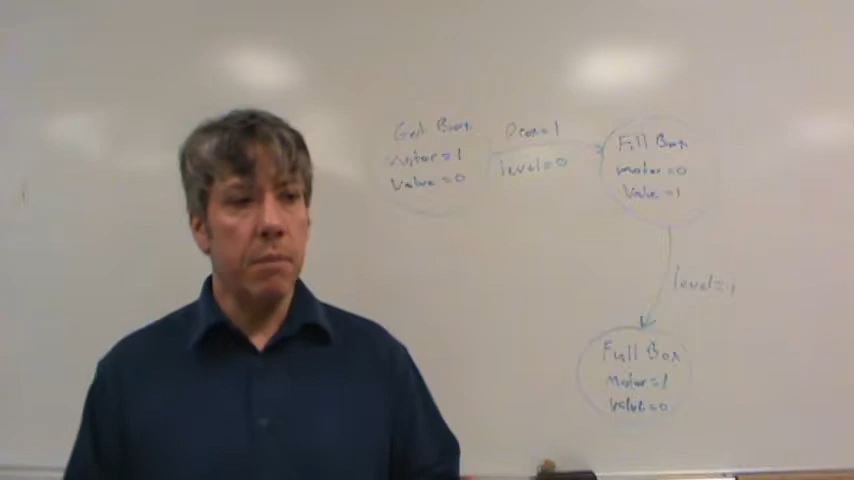 Get Box
motor=1
Valve=0
Prox=1
level=0
Fill Box
motor=0
Valve=1
level=1
Full Box
motor=1
Valve=0